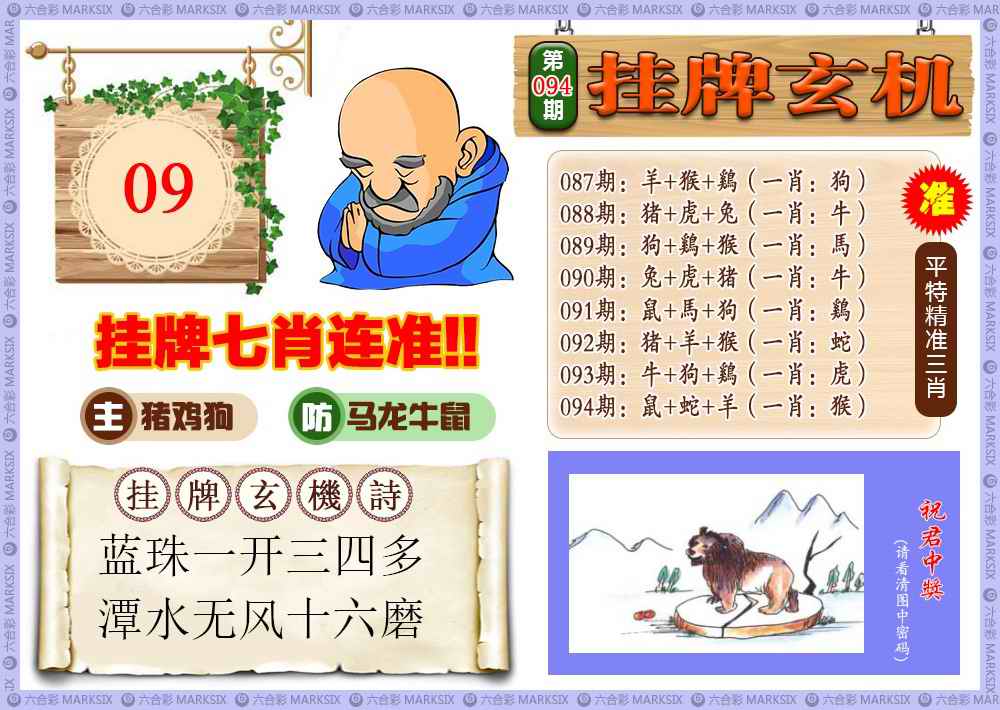 六合彩 MARKSIX
09
第
094
期
挂牌玄机
087期：羊+猴+鷄（一肖：狗）
088期：猪+虎+兔（一肖：牛）
089期：狗+鷄+猴（一肖：馬）
090期：兔+虎+猪（一肖：牛）
091期：鼠+馬+狗（一肖：鷄）
092期：猪+羊+猴（一肖：蛇）
093期：牛+狗+鷄（一肖：虎）
094期：鼠+蛇+羊（一肖：猴）
准
平特精准三肖
挂牌七肖连准!!
主 猪鸡狗
防 马龙牛鼠
挂牌玄機詩
蓝珠一开三四多
潭水无风十六磨
祝君中獎
（请看清图中密码）